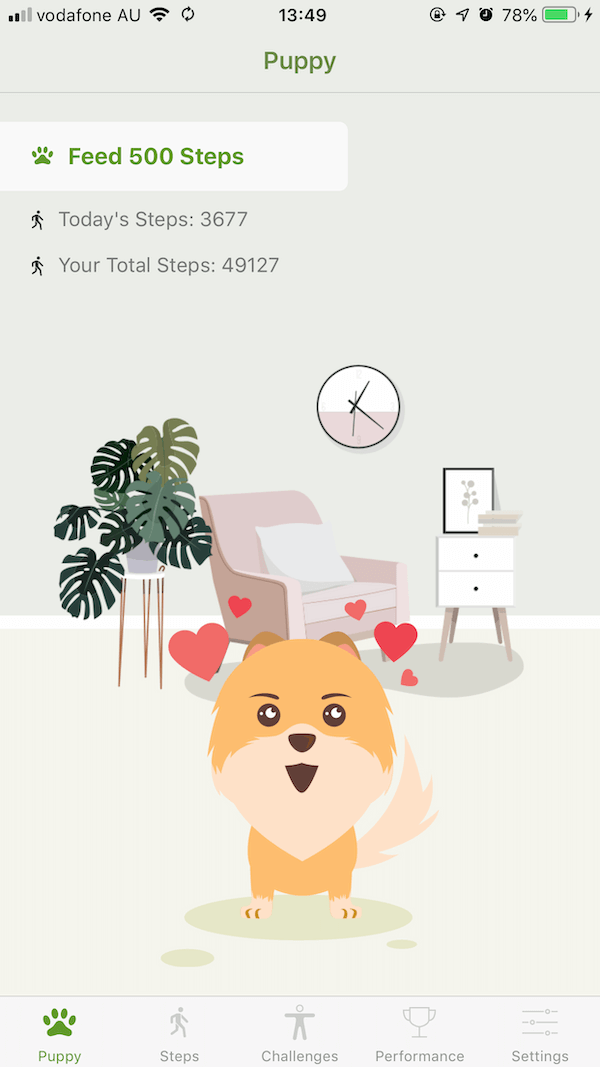 vodafone AU 13:49 78%
Puppy
Feed 500 Steps
Today's Steps: 3677
Your Total Steps: 49127
Puppy Steps Challenges Performance Settings